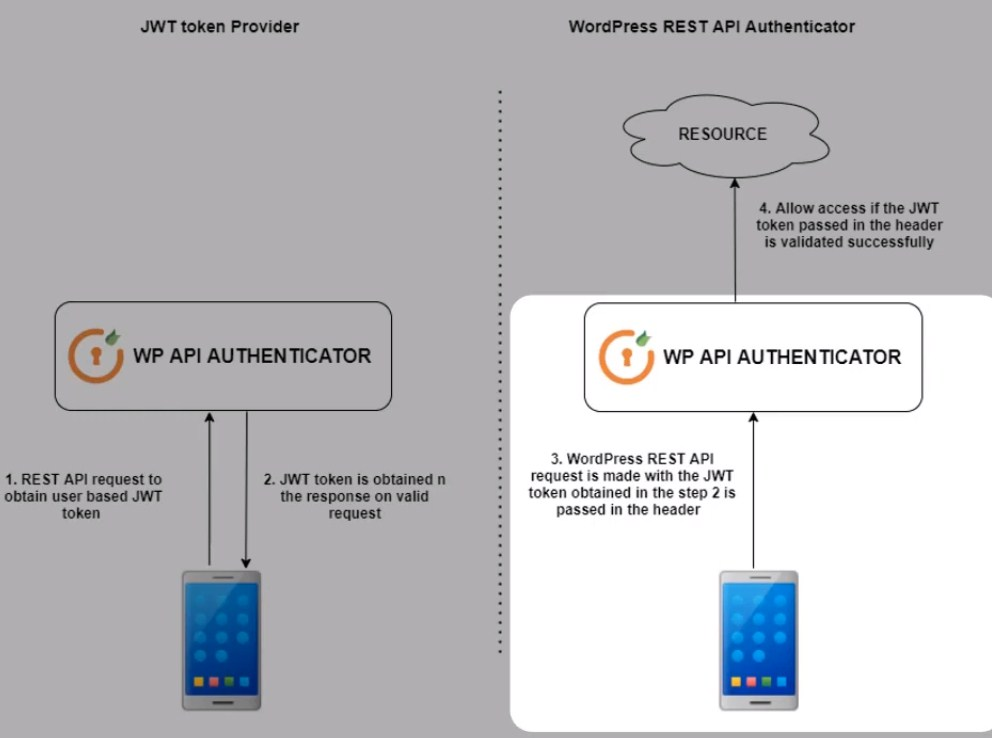 JWT token Provider
WordPress REST API Authenticator
RESOURCE
4. Allow access if the JWT
token passed in the header
is validated successfully
WP API AUTHENTICATOR
WP API AUTHENTICATOR
1. REST API request to
obtain user based JWT
token
2. JWT token is obtained n
the response on valid
request
3. WordPress REST API
request is made with the JWT
token obtained in the step 2 is
passed in the header